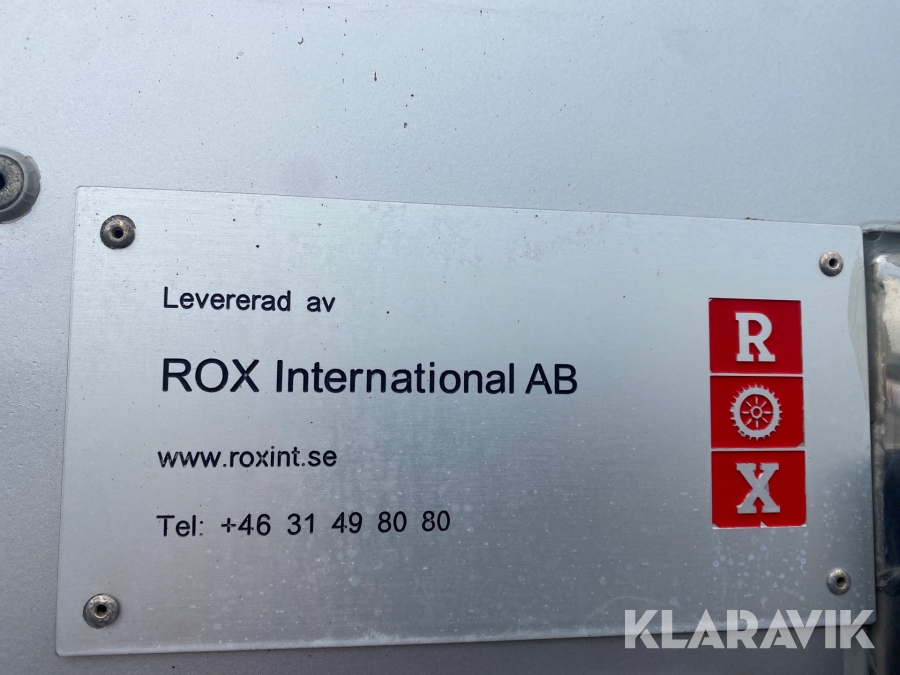 Levererad av
ROX International AB
www.roxint.se
Tel: +46 31 49 80 80
R
X
KLARAVIK